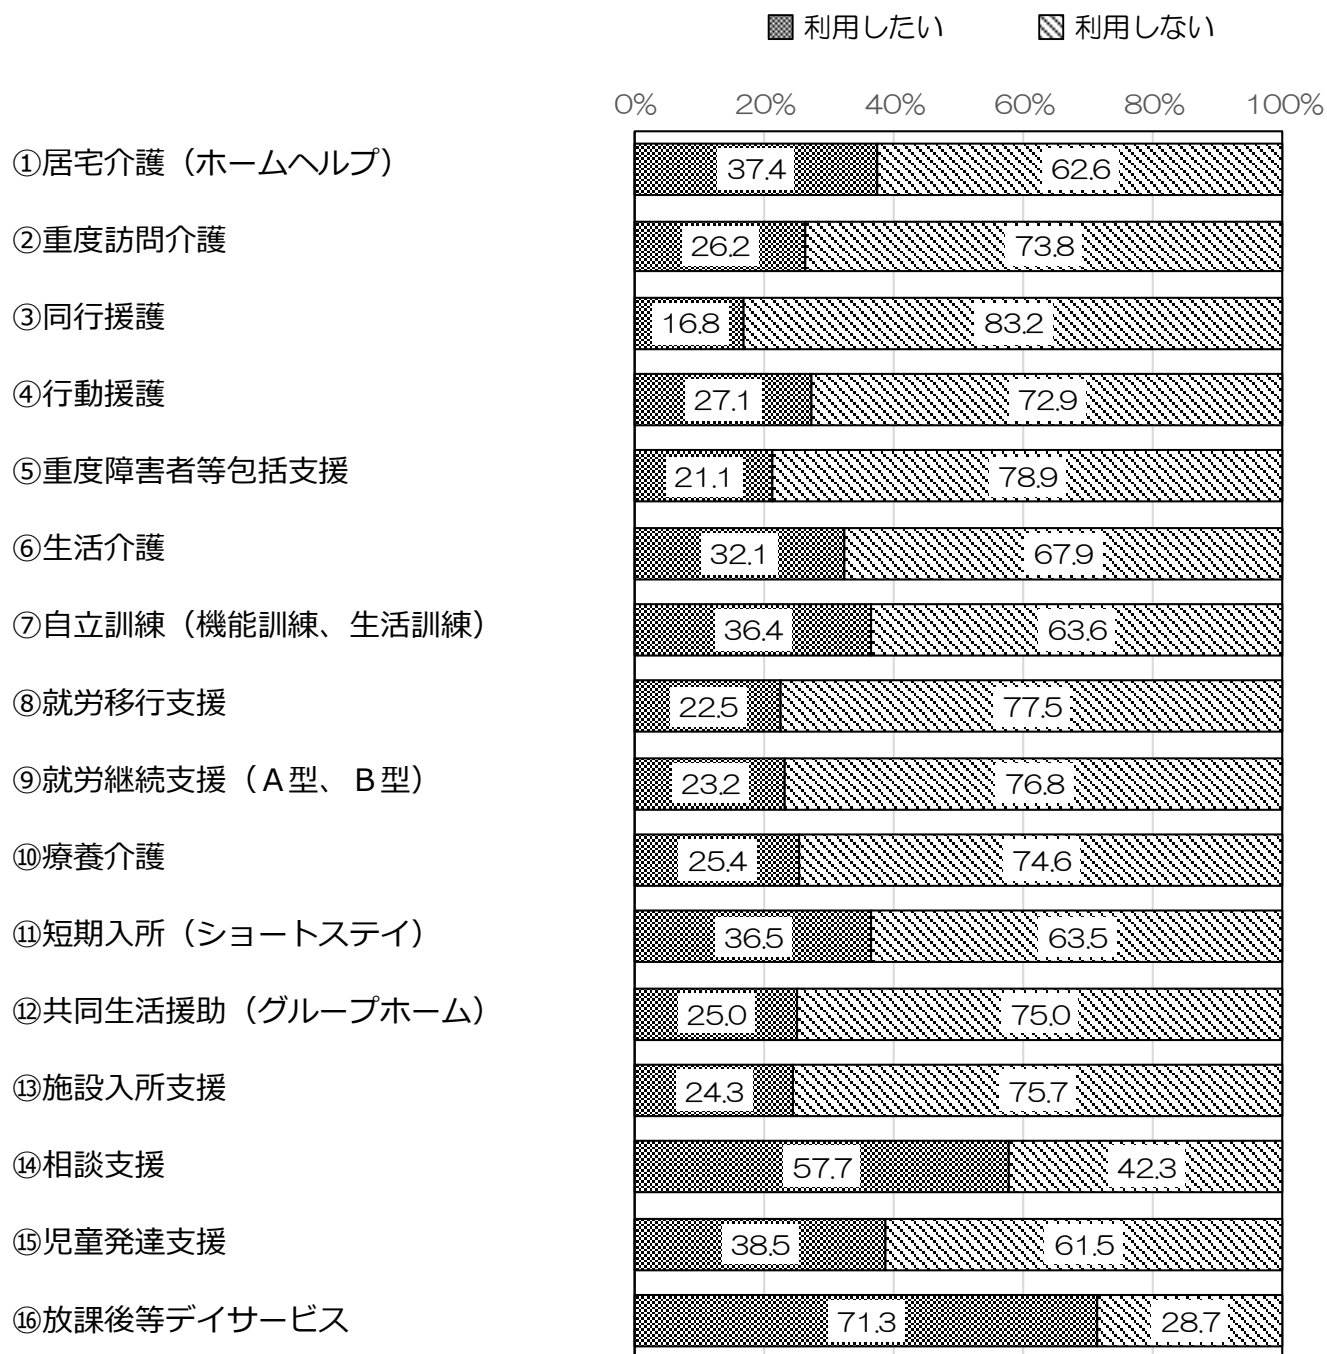 利用したい 利用しない
0% 20% 40% 60% 80% 100%
①居宅介護（ホームヘルプ） 37.4 62.6
②重度訪問介護 26.2 73.8
③同行援護 16.8 83.2
④行動援護 27.1 72.9
⑤重度障害者等包括支援 21.1 78.9
⑥生活介護 32.1 67.9
⑦自立訓練（機能訓練、生活訓練） 36.4 63.6
⑧就労移行支援 22.5 77.5
⑨就労継続支援（Ａ型、Ｂ型） 23.2 76.8
⑩療養介護 25.4 74.6
⑪短期入所（ショートステイ） 36.5 63.5
⑫共同生活援助（グループホーム） 25.0 75.0
⑬施設入所支援 24.3 75.7
⑭相談支援 57.7 42.3
⑮児童発達支援 38.5 61.5
⑯放課後等デイサービス 71.3 28.7